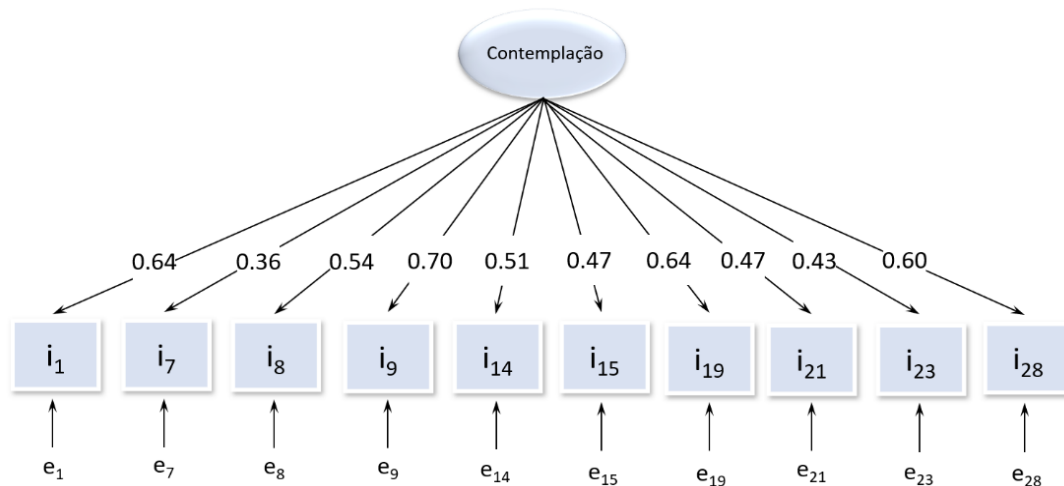 Contemplação
0.64 0.36 0.54 0.70 0.51 0.47 0.64 0.47 0.43 0.60
i₁ i₇ i₈ i₉ i₁₄ i₁₅ i₁₉ i₂₁ i₂₃ i₂₈
e₁ e₇ e₈ e₉ e₁₄ e₁₅ e₁₉ e₂₁ e₂₃ e₂₈